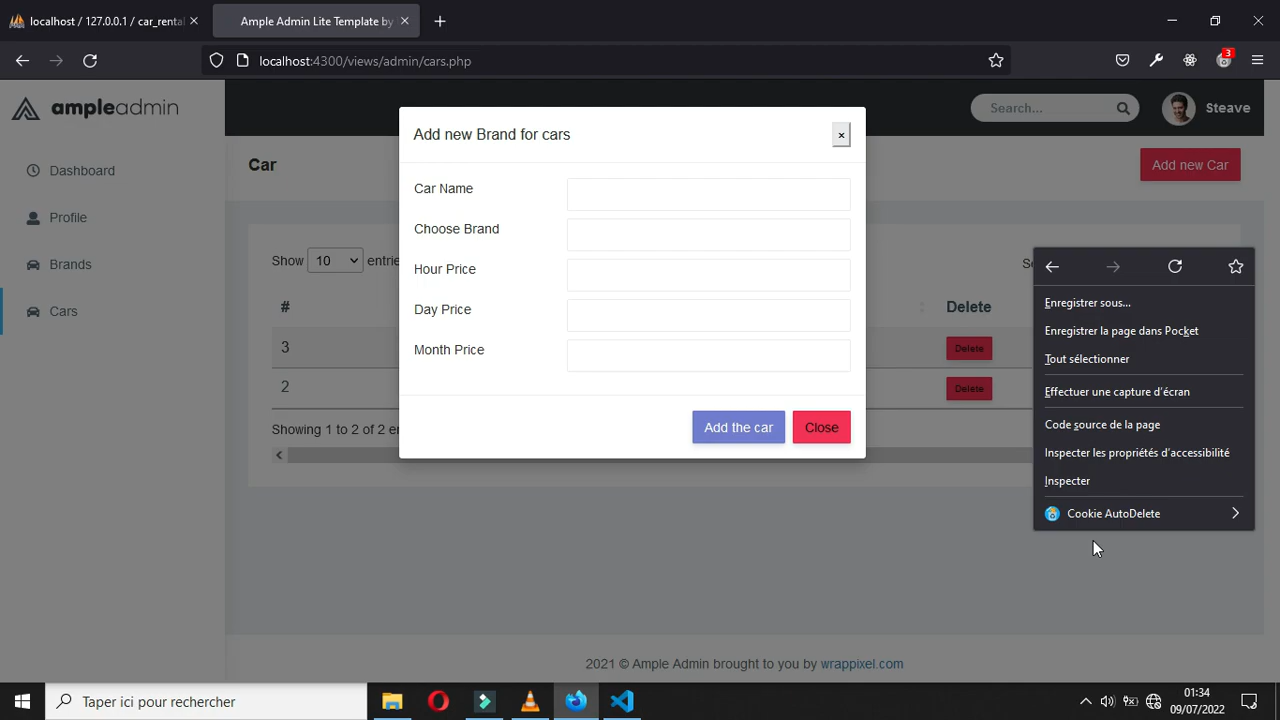 localhost / 127.0.0.1 / car_renta
Ample Admin Lite Template by
localhost:4300/views/admin/cars.php
3
ampleadmin
Search...
Steave
Dashboard
Profile
Brands
Cars
Car
Add new Car
Add new Brand for cars
×
Car Name
Choose Brand
Hour Price
Day Price
Month Price
Add the car
Close
Show 10 entrie
#
Delete
3
Delete
2
Delete
Showing 1 to 2 of 2 en
Enregistrer sous...
Enregistrer la page dans Pocket
Tout sélectionner
Effectuer une capture d'écran
Code source de la page
Inspecter les propriétés d'accessibilité
Inspecter
Cookie AutoDelete
2021 © Ample Admin brought to you by wrappixel.com
Taper ici pour rechercher
01:34
09/07/2022